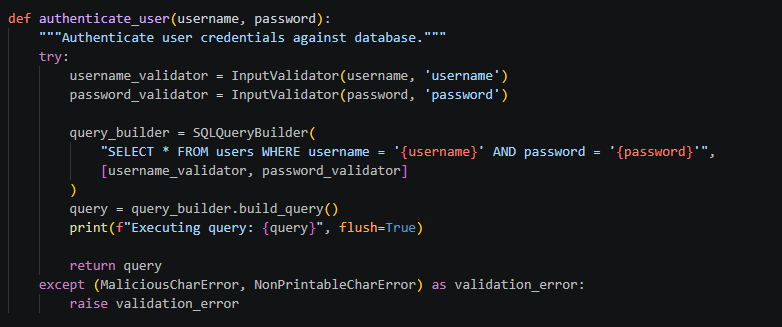 def authenticate_user(username, password):
    """Authenticate user credentials against database."""
    try:
        username_validator = InputValidator(username, 'username')
        password_validator = InputValidator(password, 'password')

        query_builder = SQLQueryBuilder(
            "SELECT * FROM users WHERE username = '{username}' AND password = '{password}'",
            [username_validator, password_validator]
        )
        query = query_builder.build_query()
        print(f"Executing query: {query}", flush=True)

        return query
    except (MaliciousCharError, NonPrintableCharError) as validation_error:
        raise validation_error